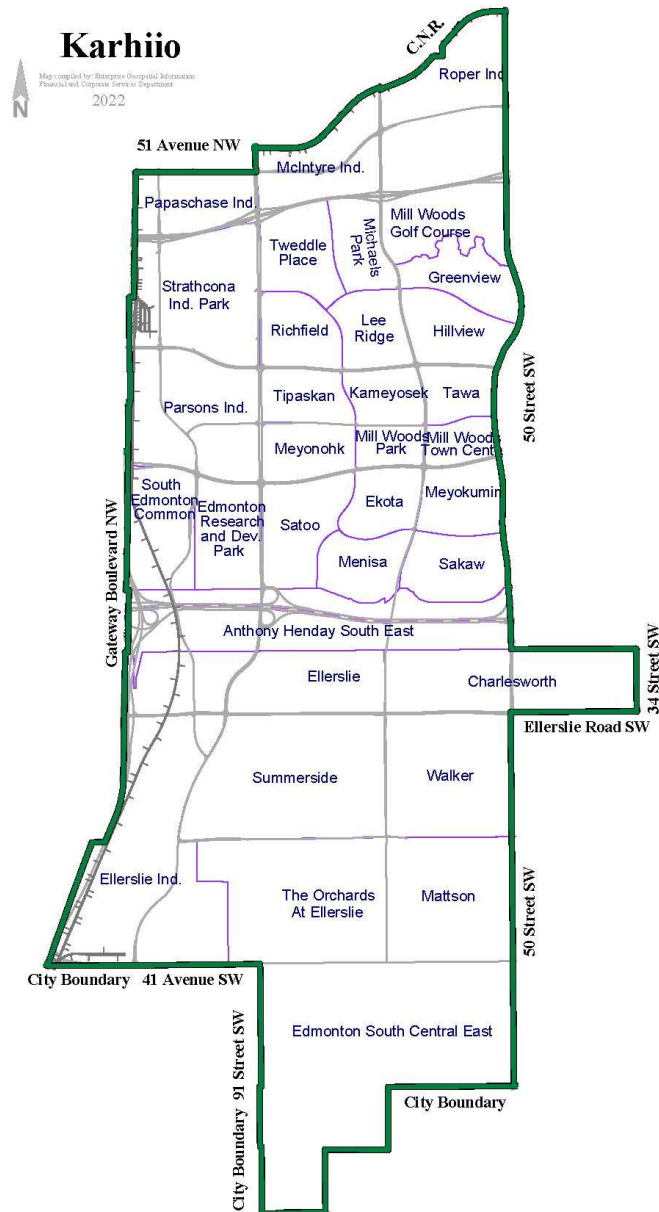 Karhiio
Map compiled by: Enterprise Geospatial Information
Financial and Corporate Services Department
2022
N
C.N.R.
Roper Ind
51 Avenue NW
McIntyre Ind.
Papaschase Ind.
Mill Woods
Golf Course
Michaels
Park
Tweddle
Place
Greenview
Strathcona
Ind. Park
Richfield
Lee
Ridge
Hillview
50 Street SW
Tipaskan
Kameyosek
Tawa
Parsons Ind.
Meyonohk
Mill Woods
Park
Mill Woods
Town Cent
South
Edmonton
Common
Edmonton
Research
and Dev.
Park
Satoo
Ekota
Meyokumin
Menisa
Sakaw
Gateway Boulevard NW
Anthony Henday South East
Ellerslie
Charlesworth
34 Street SW
Ellerslie Road SW
Summerside
Walker
Ellerslie Ind.
The Orchards
At Ellerslie
Mattson
50 Street SW
City Boundary 41 Avenue SW
Edmonton South Central East
City Boundary 91 Street SW
City Boundary